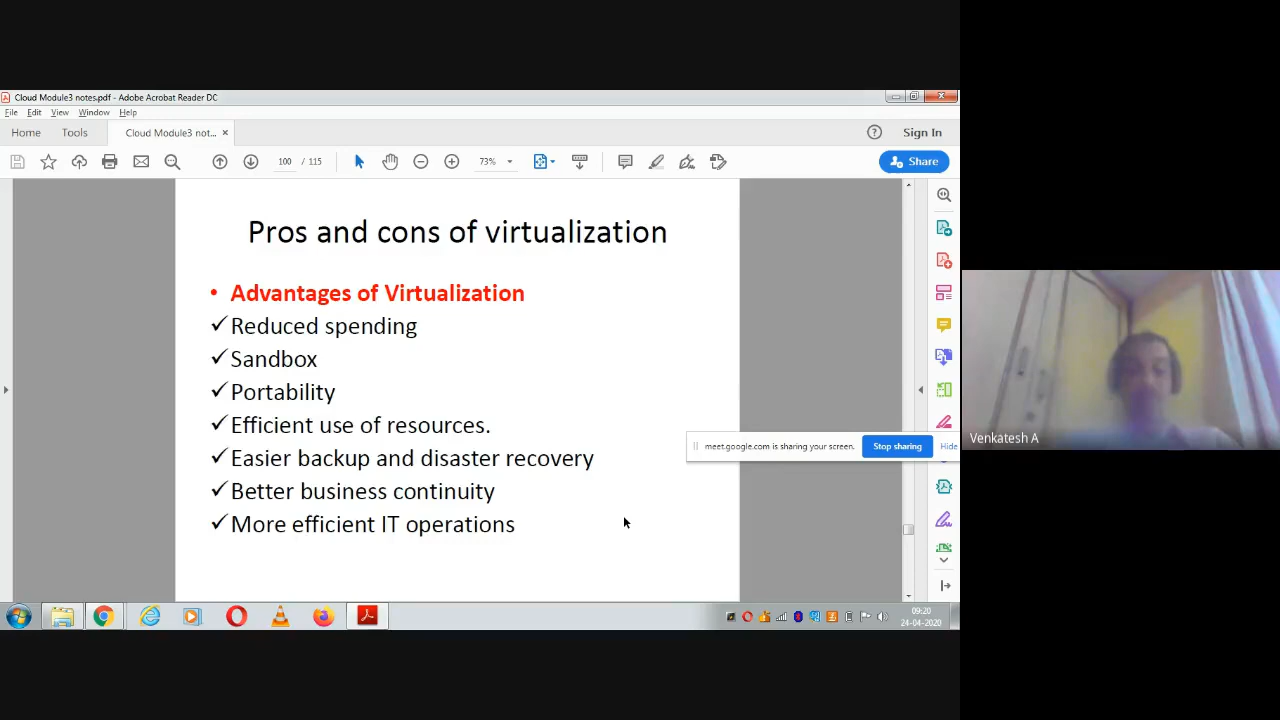 Cloud Module3 notes.pdf - Adobe Acrobat Reader DC
File Edit View Window Help
Home Tools Cloud Module3 not... × Sign In
100 / 115 73% Share
Pros and cons of virtualization
• Advantages of Virtualization
✓Reduced spending
✓Sandbox
✓Portability
✓Efficient use of resources.
✓Easier backup and disaster recovery
✓Better business continuity
✓More efficient IT operations
meet.google.com is sharing your screen. Stop sharing Hide
Venkatesh A
09:20
24-04-2020